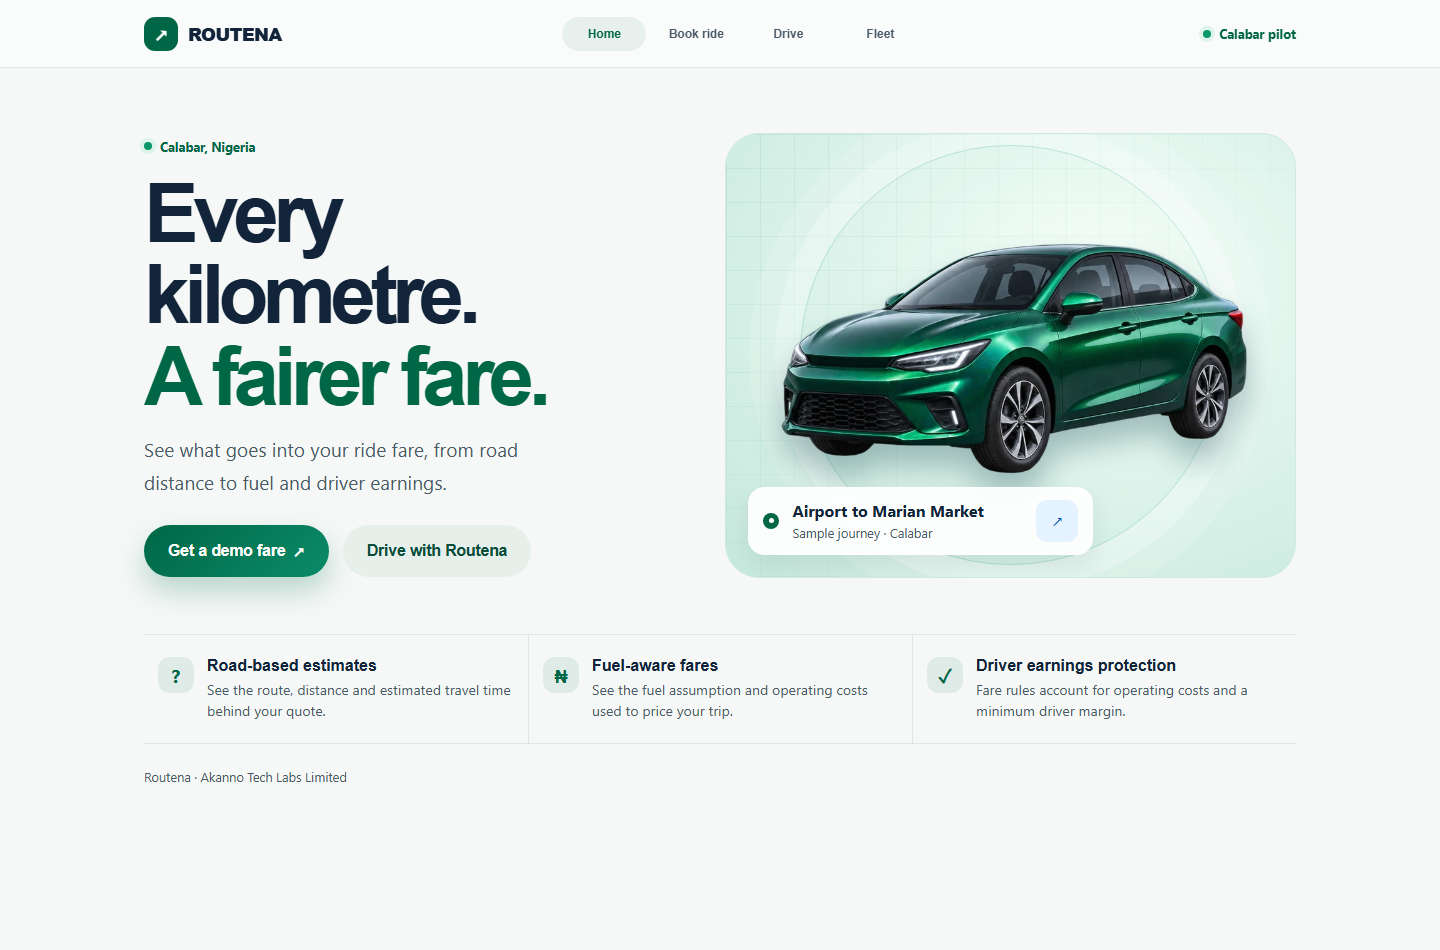 ROUTENA
Home
Book ride
Drive
Fleet
Calabar pilot
Calabar, Nigeria
Every
kilometre.
A fairer fare.
See what goes into your ride fare, from road
distance to fuel and driver earnings.
Get a demo fare ↗
Drive with Routena
Airport to Marian Market
Sample journey · Calabar
↗
?
Road-based estimates
See the route, distance and estimated travel time
behind your quote.
₦
Fuel-aware fares
See the fuel assumption and operating costs
used to price your trip.
✓
Driver earnings protection
Fare rules account for operating costs and a
minimum driver margin.
Routena · Akanno Tech Labs Limited